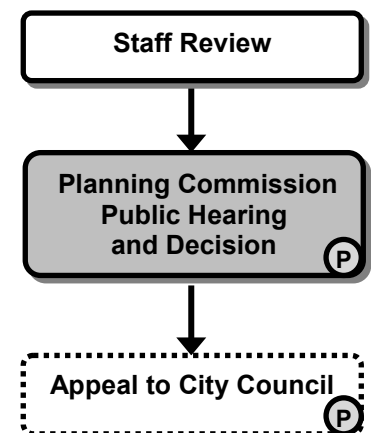 Staff Review
Planning Commission
Public Hearing
and Decision
P
Appeal to City Council
P